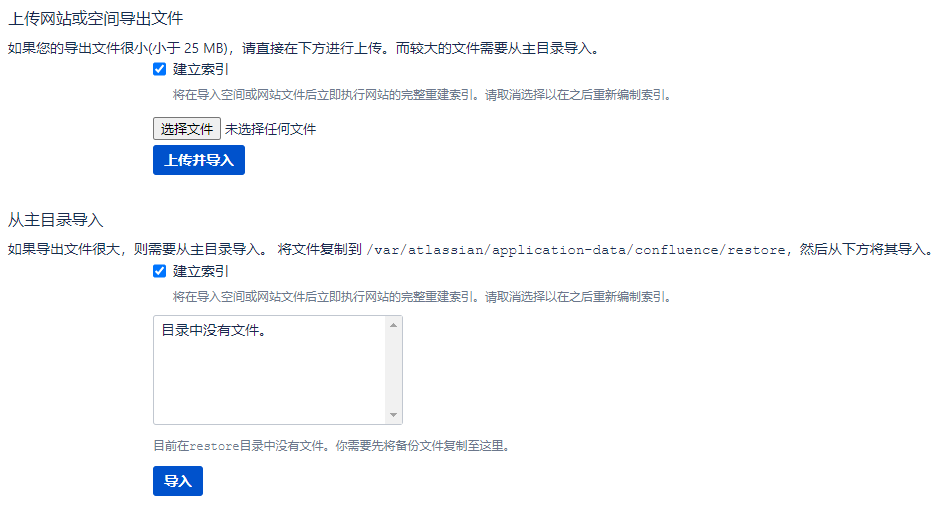 上传网站或空间导出文件
如果您的导出文件很小(小于 25 MB)，请直接在下方进行上传。而较大的文件需要从主目录导入。
建立索引
将在导入空间或网站文件后立即执行网站的完整重建索引。请取消选择以在之后重新编制索引。
选择文件 未选择任何文件
上传并导入
从主目录导入
如果导出文件很大，则需要从主目录导入。 将文件复制到 /var/atlassian/application-data/confluence/restore，然后从下方将其导入。
建立索引
将在导入空间或网站文件后立即执行网站的完整重建索引。请取消选择以在之后重新编制索引。
目录中没有文件。
目前在restore目录中没有文件。你需要先将备份文件复制至这里。
导入